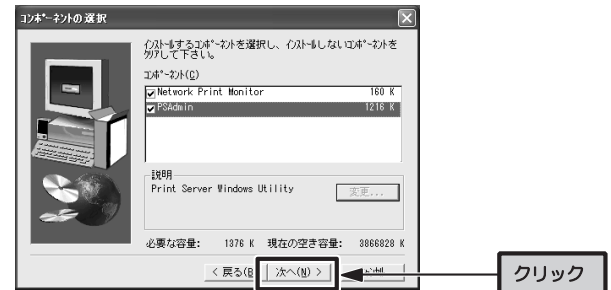 コンポーネントの選択
インストールするコンポーネントを選択し、インストールしないコンポーネントを
クリアして下さい。
コンポーネント(C)
Network Print Monitor 160 K
PSAdmin 1216 K
説明
Print Server Windows Utility
変更...
必要な容量: 1376 K 現在の空き容量: 3866828 K
< 戻る(B
次へ(N) >
クリック